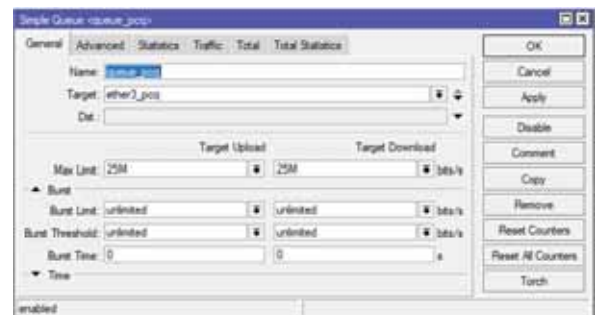 Simple Queue <queue_pcq>
General Advanced Statistics Traffic Total Total Statistics
Name: queue_pcq
Target: ether3_pcq
Dst.:
Target Upload Target Download
Max Limit: 25M 25M bits/s
Burst
Burst Limit: unlimited unlimited bits/s
Burst Threshold: unlimited unlimited bits/s
Burst Time: 0 0 s
Time
enabled
OK
Cancel
Apply
Disable
Comment
Copy
Remove
Reset Counters
Reset All Counters
Torch